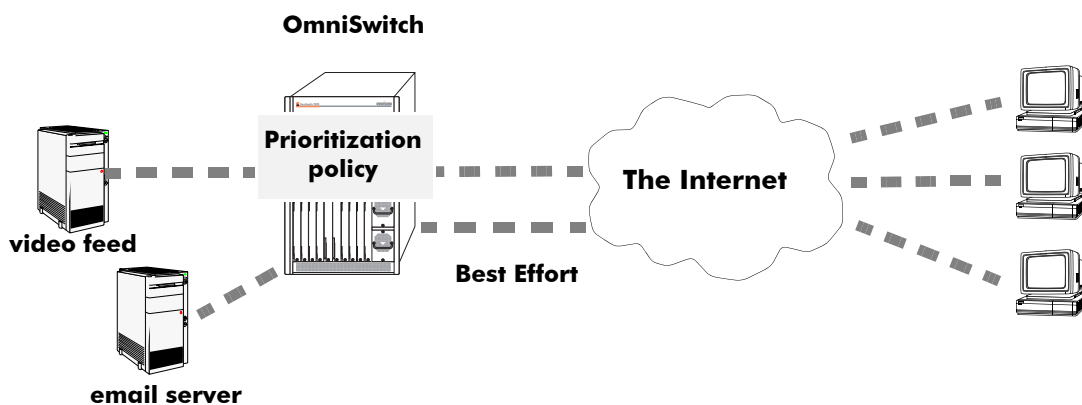 OmniSwitch
Prioritization
policy
The Internet
video feed
Best Effort
email server